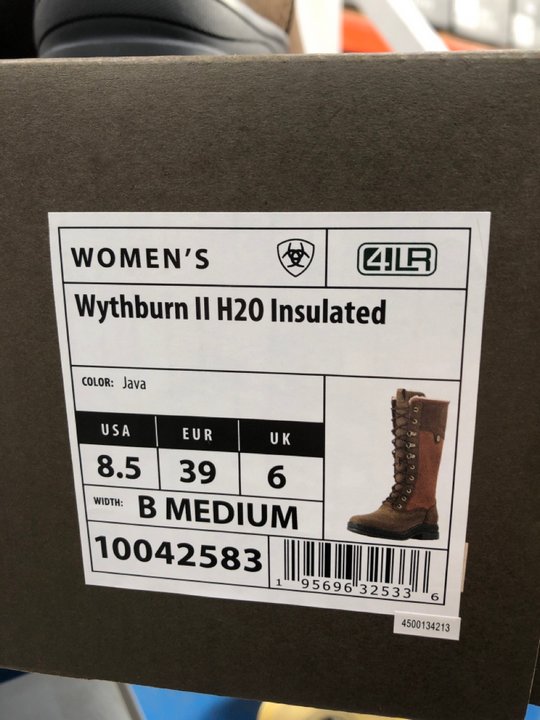 WOMEN'S
4LR
Wythburn II H20 Insulated
COLOR: Java
USA EUR UK
8.5 39 6
WIDTH: B MEDIUM
10042583
1 95696 32533 6
4500134213